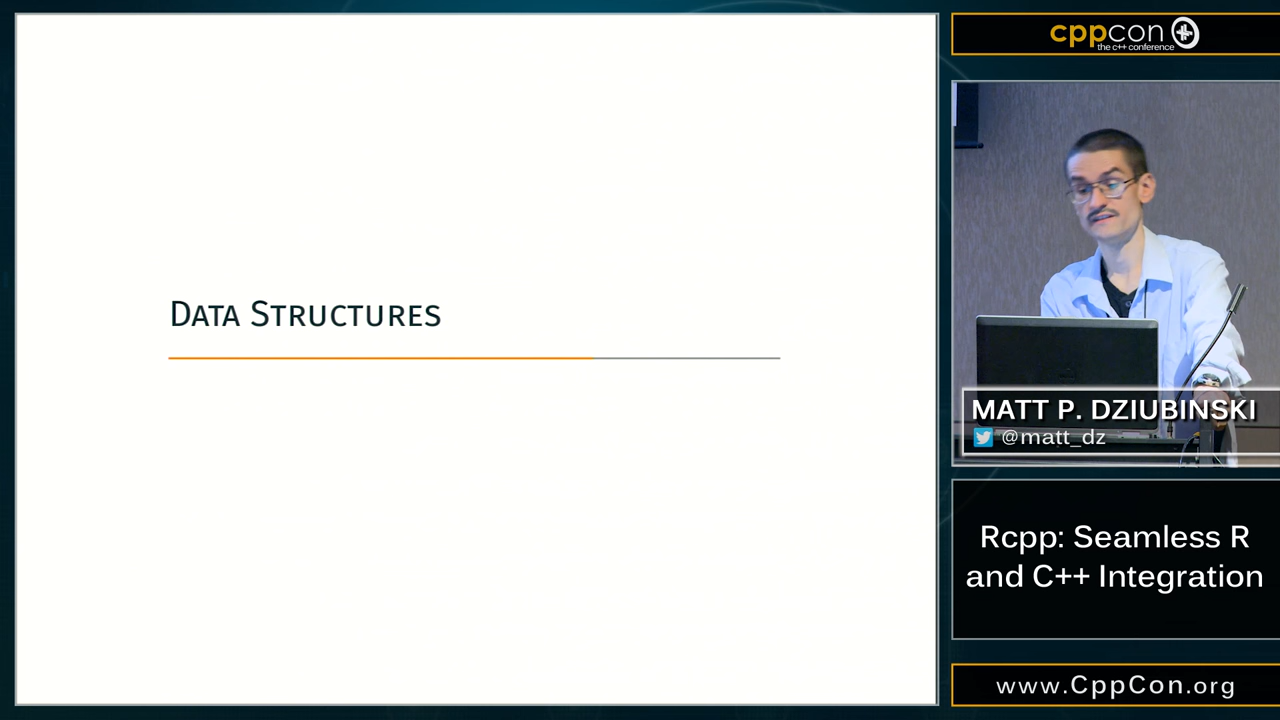 DATA STRUCTURES
cppcon
the c++ conference
MATT P. DZIUBINSKI
@matt_dz
Rcpp: Seamless R
and C++ Integration
www.CppCon.org